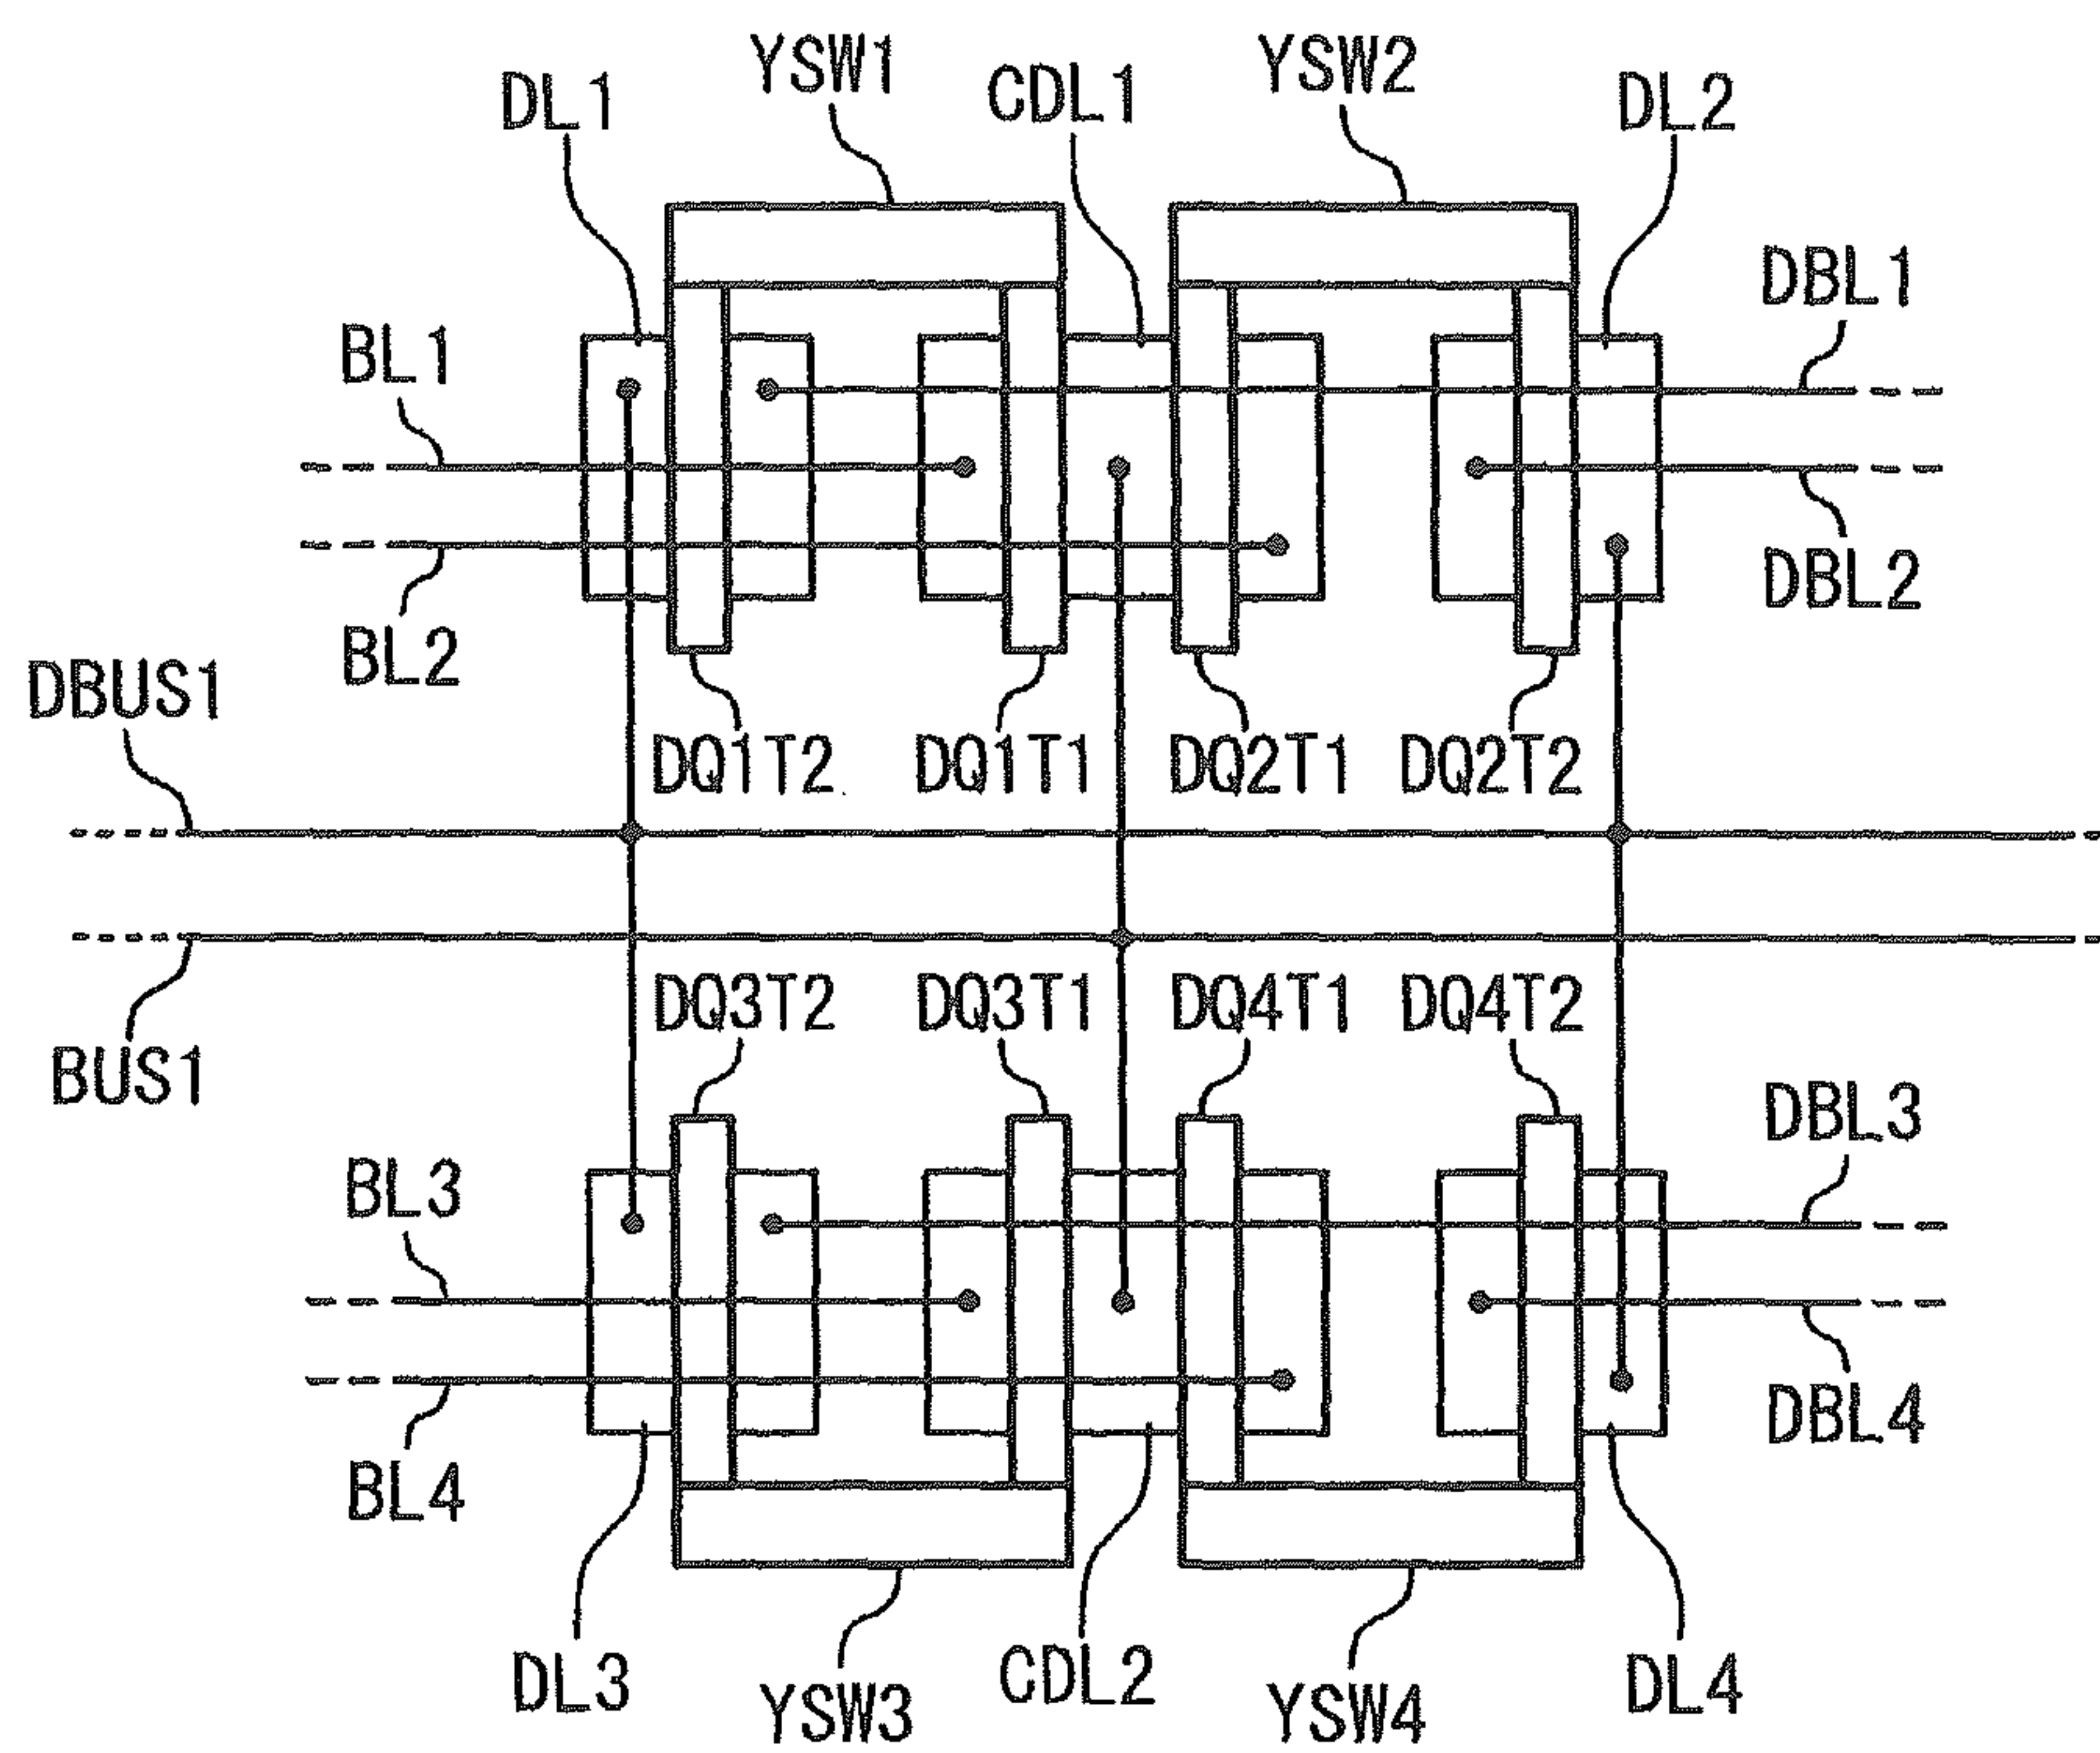 YSW1
YSW2
DL1
CDL1
DL2
DBL1
BL1
DBL2
BL2
DBUS1
DQ1T2
DQ1T1
DQ2T1
DQ2T2
DQ3T2
DQ3T1
DQ4T1
DQ4T2
BUS1
DBL3
BL3
DBL4
BL4
DL3
CDL2
DL4
YSW3
YSW4